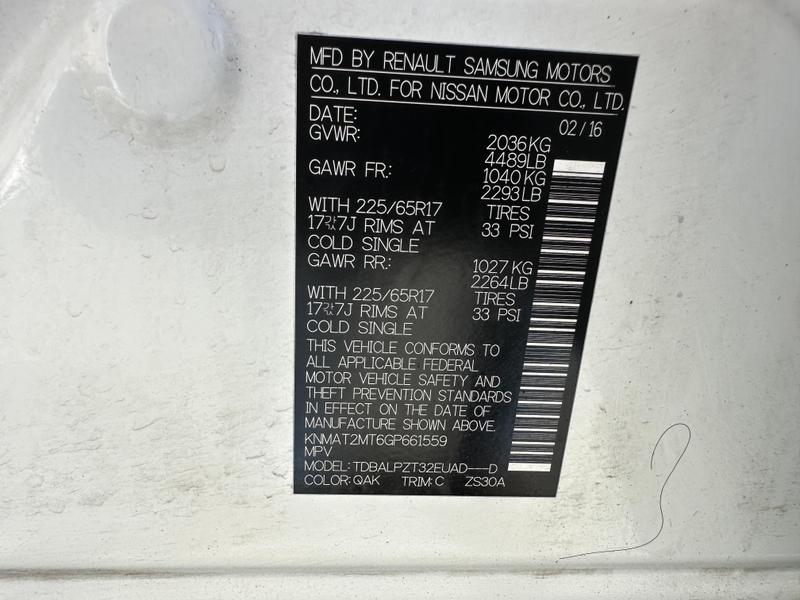 MFD BY RENAULT SAMSUNG MOTORS
CO., LTD. FOR NISSAN MOTOR CO., LTD.
DATE: 02/16
GVWR: 2036KG
4489LB
GAWR FR: 1040KG
2293LB
WITH 225/65R17 TIRES
17 7J RIMS AT 33 PSI
COLD SINGLE
GAWR RR: 1027KG
2264LB
WITH 225/65R17 TIRES
17 7J RIMS AT 33 PSI
COLD SINGLE
THIS VEHICLE CONFORMS TO
ALL APPLICABLE FEDERAL
MOTOR VEHICLE SAFETY AND
THEFT PREVENTION STANDARDS
IN EFFECT ON THE DATE OF
MANUFACTURE SHOWN ABOVE.
KNMAT2MT6GP661559
MPV
MODEL: TDBALPZT32EUAD---D
COLOR: QAK TRIM: C ZS30A